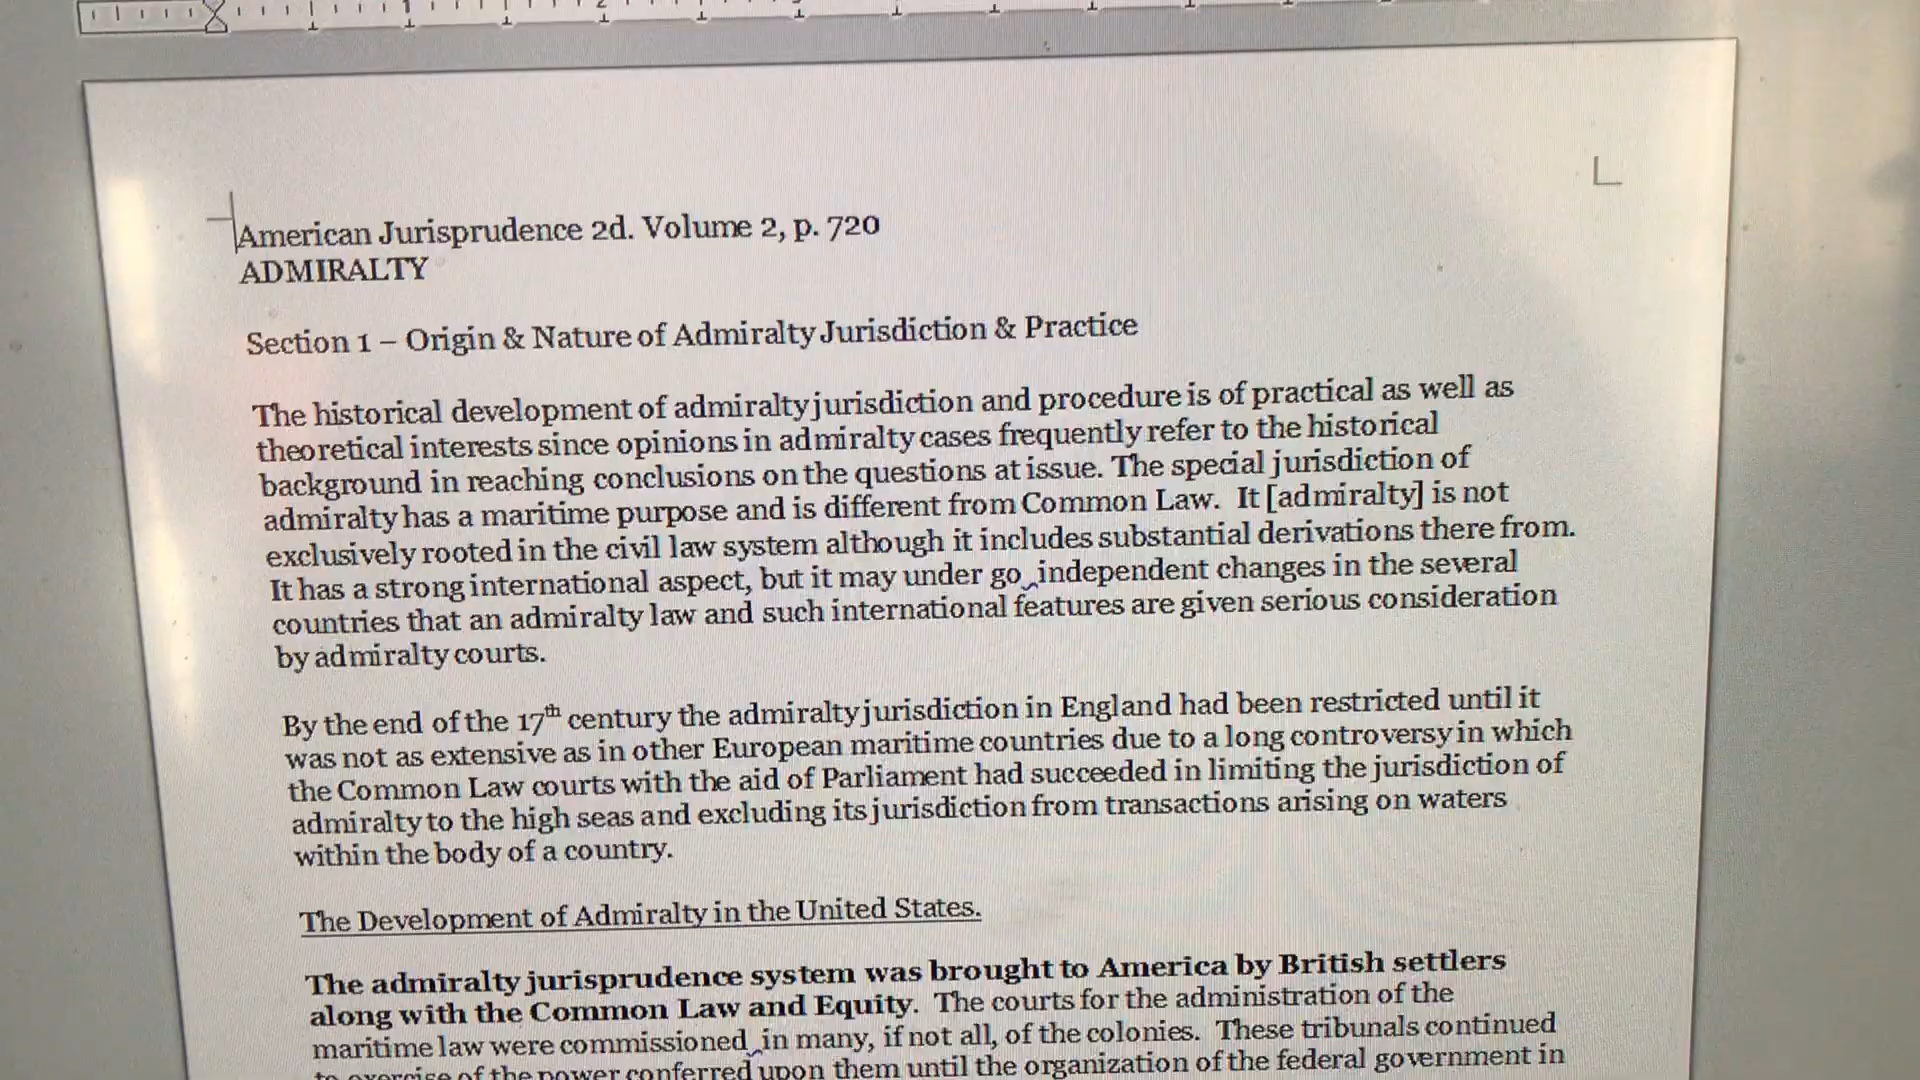 American Jurisprudence 2d. Volume 2, p. 720
ADMIRALTY
Section 1 – Origin & Nature of Admiralty Jurisdiction & Practice
The historical development of admiralty jurisdiction and procedure is of practical as well as
theoretical interests since opinions in admiralty cases frequently refer to the historical
background in reaching conclusions on the questions at issue. The special jurisdiction of
admiralty has a maritime purpose and is different from Common Law. It [admiralty] is not
exclusively rooted in the civil law system although it includes substantial derivations there from.
It has a strong international aspect, but it may under go independent changes in the several
countries that an admiralty law and such international features are given serious consideration
by admiralty courts.
By the end of the 17th century the admiralty jurisdiction in England had been restricted until it
was not as extensive as in other European maritime countries due to a long controversy in which
the Common Law courts with the aid of Parliament had succeeded in limiting the jurisdiction of
admiralty to the high seas and excluding its jurisdiction from transactions arising on waters
within the body of a country.
The Development of Admiralty in the United States.
The admiralty jurisprudence system was brought to America by British settlers
along with the Common Law and Equity. The courts for the administration of the
maritime law were commissioned in many, if not all, of the colonies. These tribunals continued
to exercise of the power conferred upon them until the organization of the federal government in